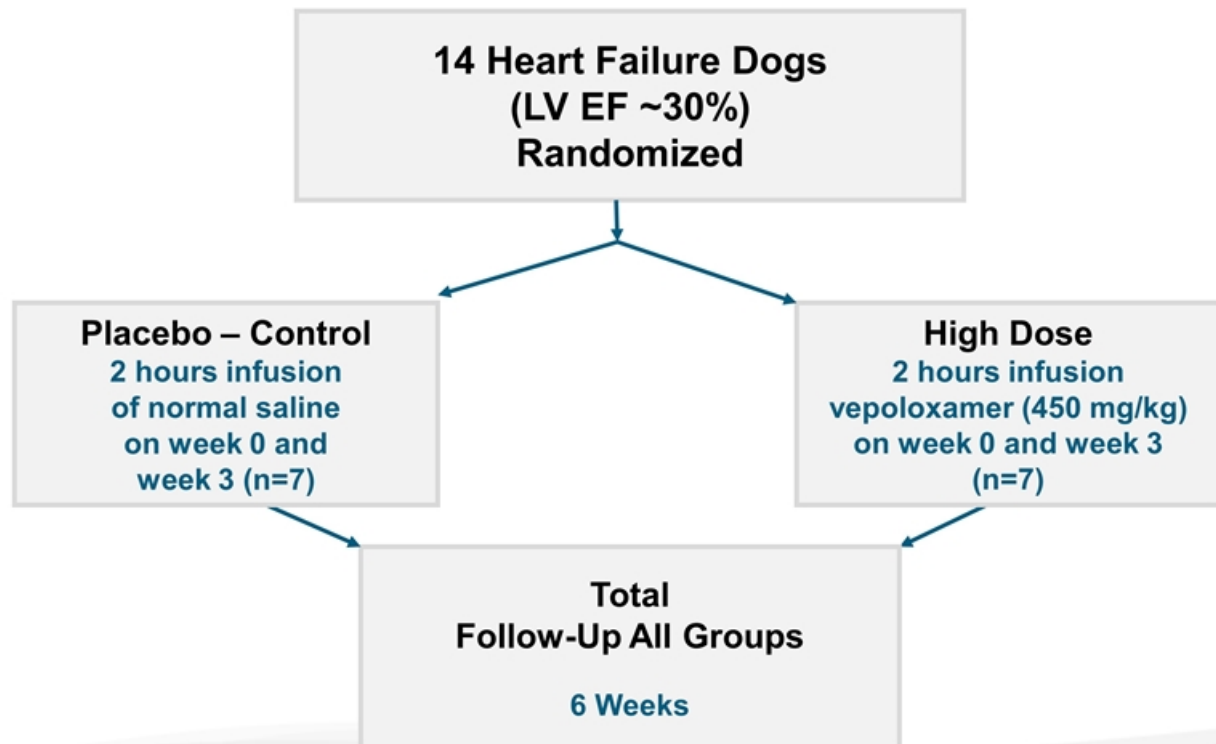 14 Heart Failure Dogs
(LV EF ~30%)
Randomized
Placebo – Control
2 hours infusion
of normal saline
on week 0 and
week 3 (n=7)
High Dose
2 hours infusion
vepoloxamer (450 mg/kg)
on week 0 and week 3
(n=7)
Total
Follow-Up All Groups
6 Weeks